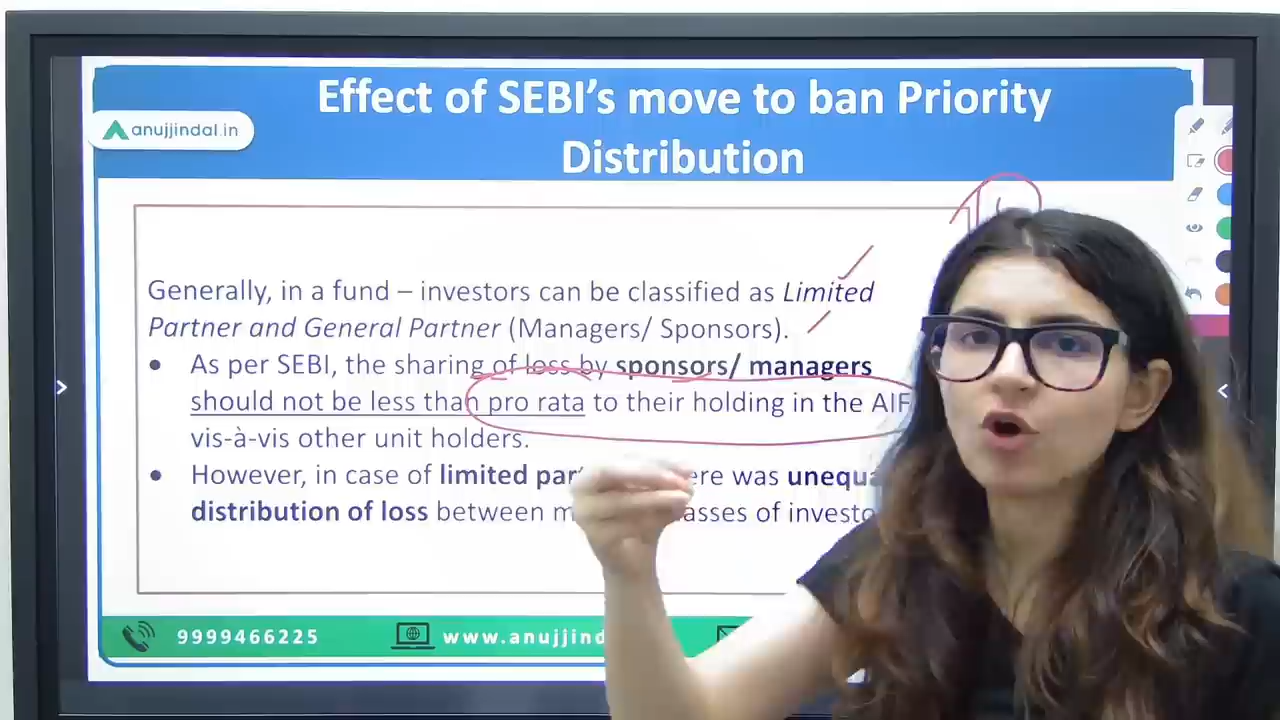 Effect of SEBI's move to ban Priority
Distribution
anujjindal.in
Generally, in a fund – investors can be classified as Limited
Partner and General Partner (Managers/ Sponsors).
• As per SEBI, the sharing of loss by sponsors/ managers
should not be less than pro rata to their holding in the AIF
vis-à-vis other unit holders.
• However, in case of limited was
distribution of loss between of
9999466225